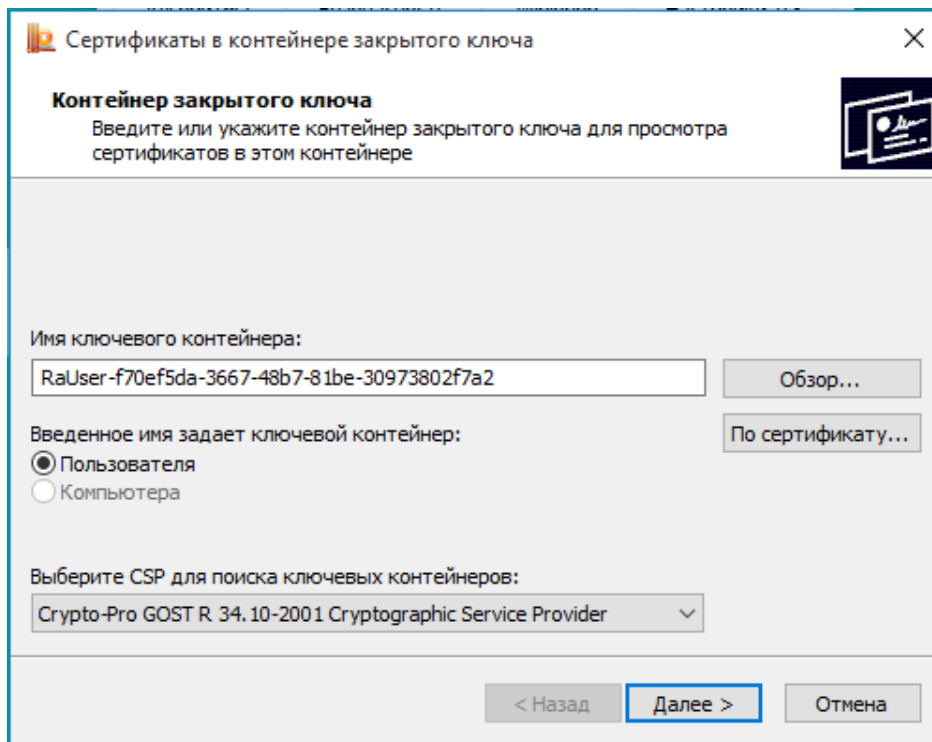 Сертификаты в контейнере закрытого ключа
Контейнер закрытого ключа
Введите или укажите контейнер закрытого ключа для просмотра
сертификатов в этом контейнере
Имя ключевого контейнера:
RaUser-f70ef5da-3667-48b7-81be-30973802f7a2
Обзор...
Введенное имя задает ключевой контейнер:
По сертификату...
Пользователя
Компьютера
Выберите CSP для поиска ключевых контейнеров:
Crypto-Pro GOST R 34.10-2001 Cryptographic Service Provider
< Назад
Далее >
Отмена